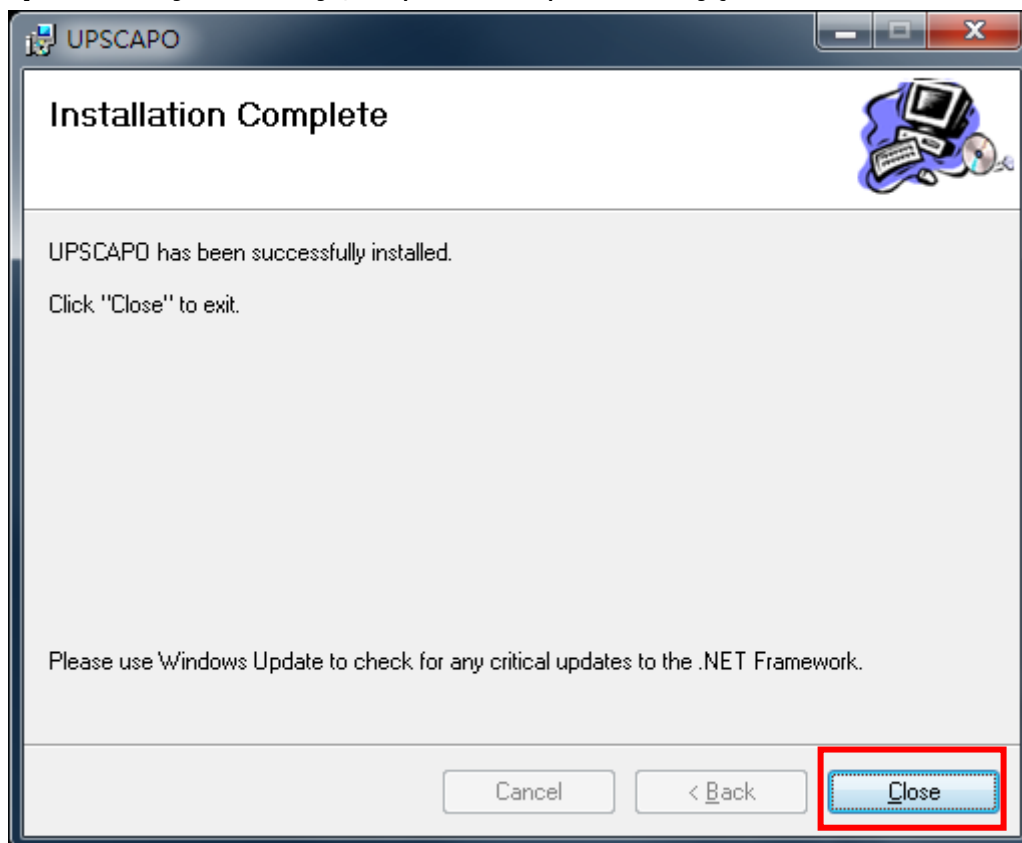 UPSCAPO
Installation Complete
UPSCAPO has been successfully installed.
Click "Close" to exit.
Please use Windows Update to check for any critical updates to the .NET Framework.
Cancel
< Back
Close